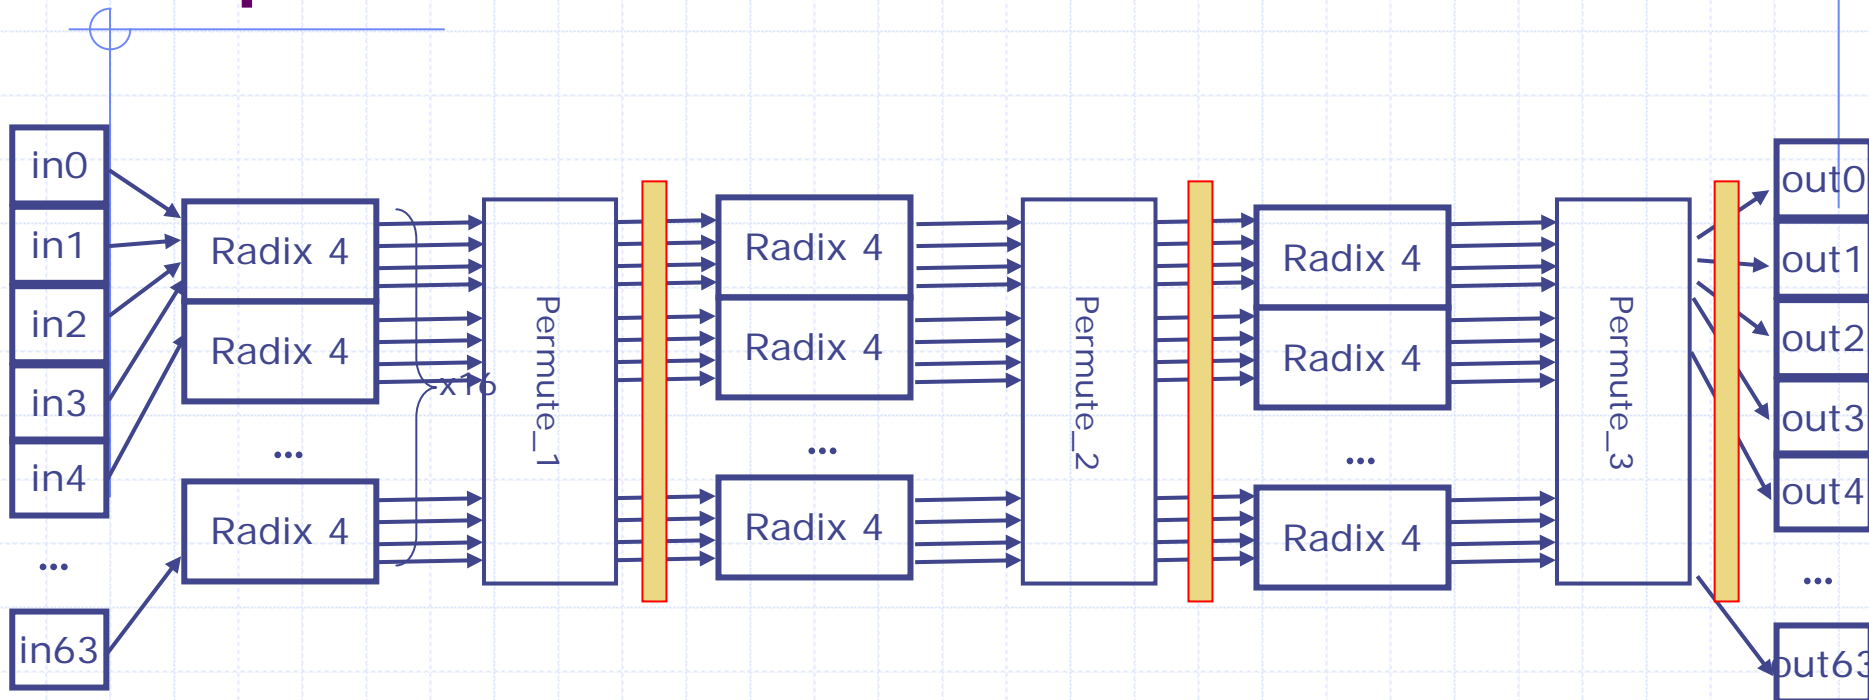 in0
in1
in2
in3
in4
...
in63
Radix 4
Radix 4
...
Radix 4
x16
Permute_1
Radix 4
Radix 4
...
Radix 4
Permute_2
Radix 4
Radix 4
...
Radix 4
Permute_3
out0
out1
out2
out3
out4
...
out63